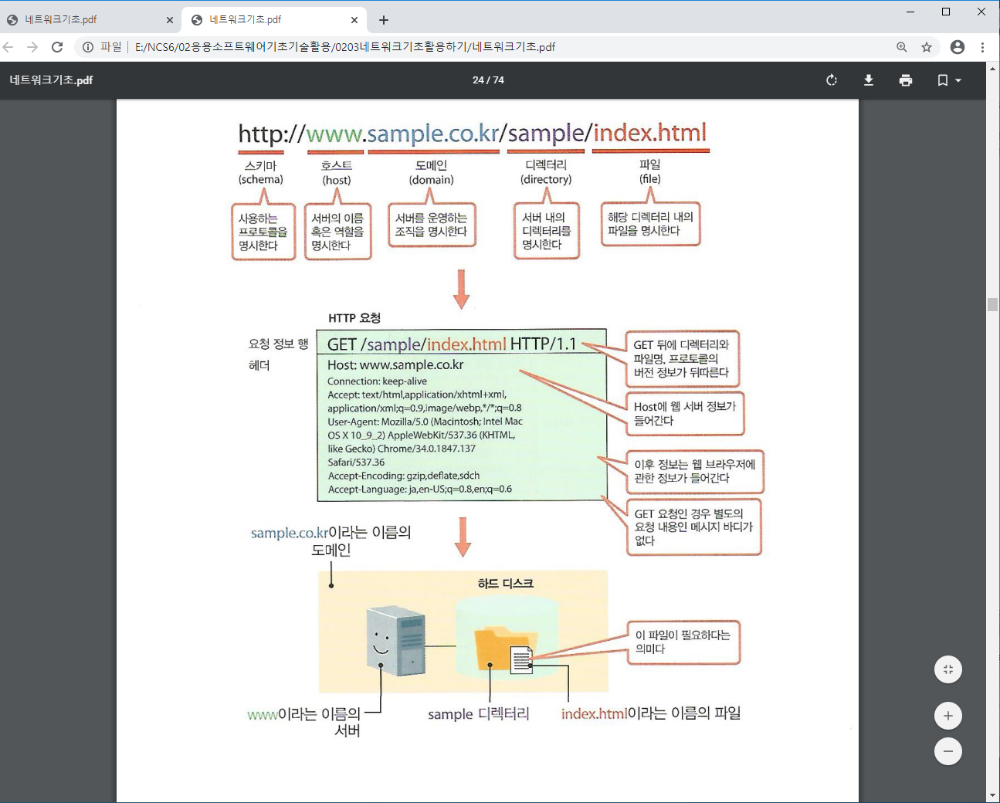 네트워크기초.pdf
네트워크기초.pdf
파일 | E:/NCS6/02응용소프트웨어기초기술활용/0203네트워크기초활용하기/네트워크기초.pdf
네트워크기초.pdf
24 / 74
http://www.sample.co.kr/sample/index.html
스키마
(schema)
호스트
(host)
도메인
(domain)
디렉터리
(directory)
파일
(file)
사용하는
프로토콜을
명시한다
서버의 이름
혹은 역할을
명시한다
서버를 운영하는
조직을 명시한다
서버 내의
디렉터리를
명시한다
해당 디렉터리 내의
파일을 명시한다
HTTP 요청
요청 정보 행
GET /sample/index.html HTTP/1.1
헤더
Host: www.sample.co.kr
Connection: keep-alive
Accept: text/html,application/xhtml+xml,
application/xml;q=0.9,image/webp,*/*;q=0.8
User-Agent: Mozilla/5.0 (Macintosh; Intel Mac
OS X 10_9_2) AppleWebKit/537.36 (KHTML,
like Gecko) Chrome/34.0.1847.137
Safari/537.36
Accept-Encoding: gzip,deflate,sdch
Accept-Language: ja,en-US;q=0.8,en;q=0.6
GET 뒤에 디렉터리와
파일명, 프로토콜의
버전 정보가 뒤따른다
Host에 웹 서버 정보가
들어간다
이후 정보는 웹 브라우저에
관한 정보가 들어간다
GET 요청인 경우 별도의
요청 내용인 메시지 바디가
없다
sample.co.kr이라는 이름의
도메인
하드 디스크
이 파일이 필요하다는
의미다
www이라는 이름의
서버
sample 디렉터리
index.html이라는 이름의 파일